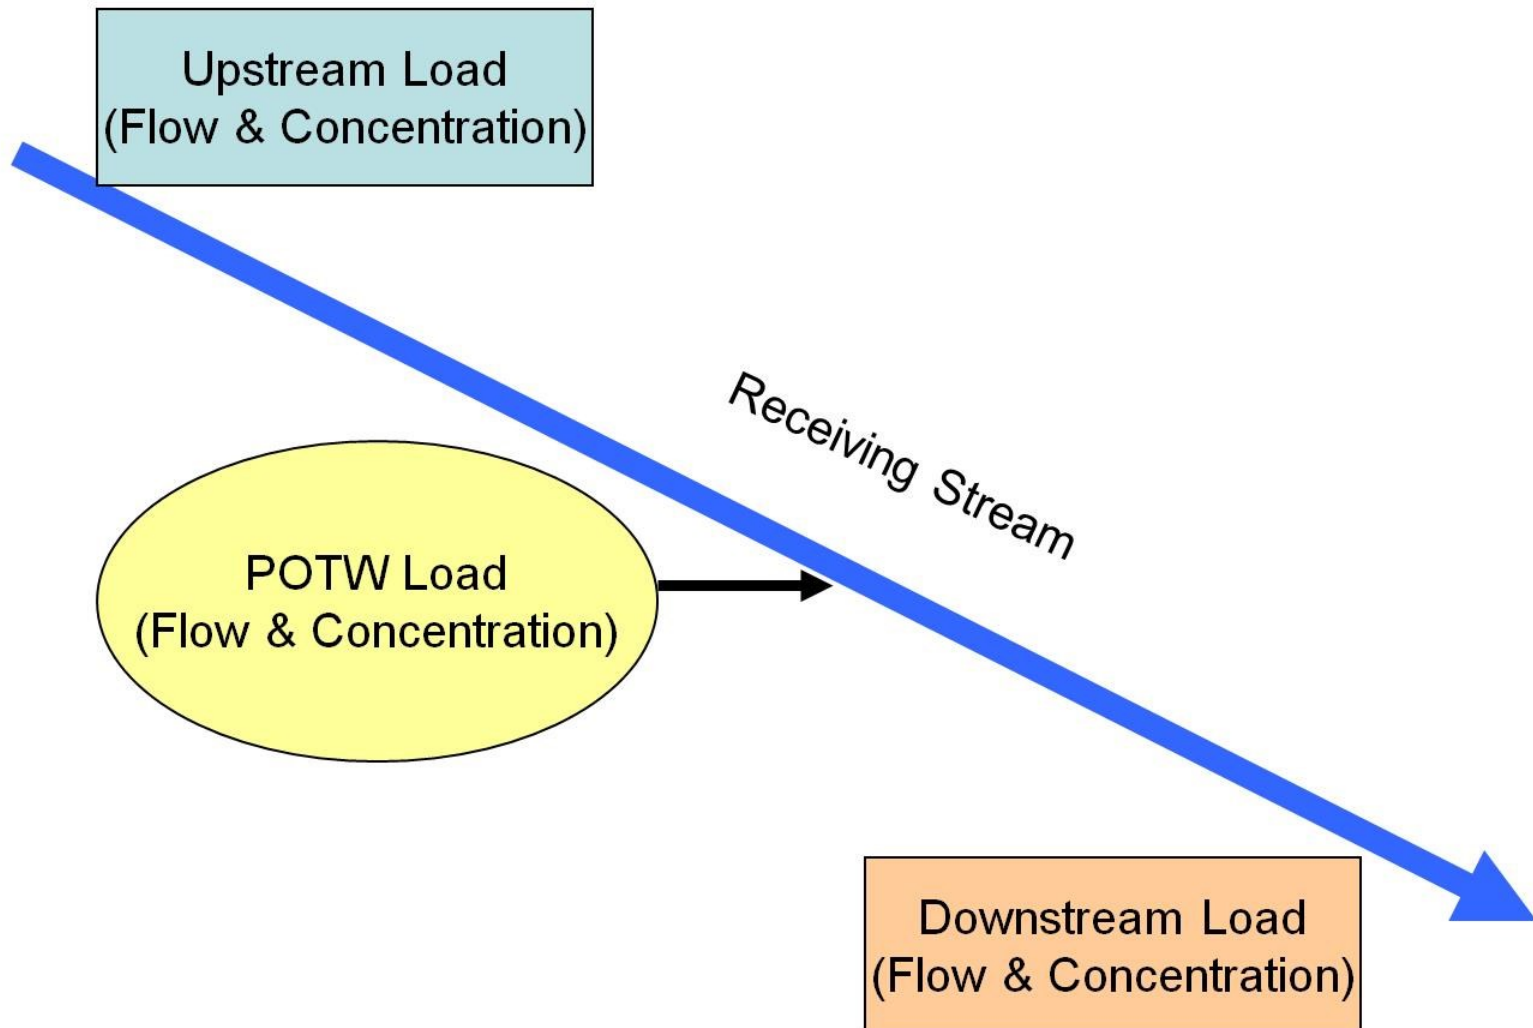 Upstream Load
(Flow & Concentration)
Receiving Stream
POTW Load
(Flow & Concentration)
Downstream Load
(Flow & Concentration)